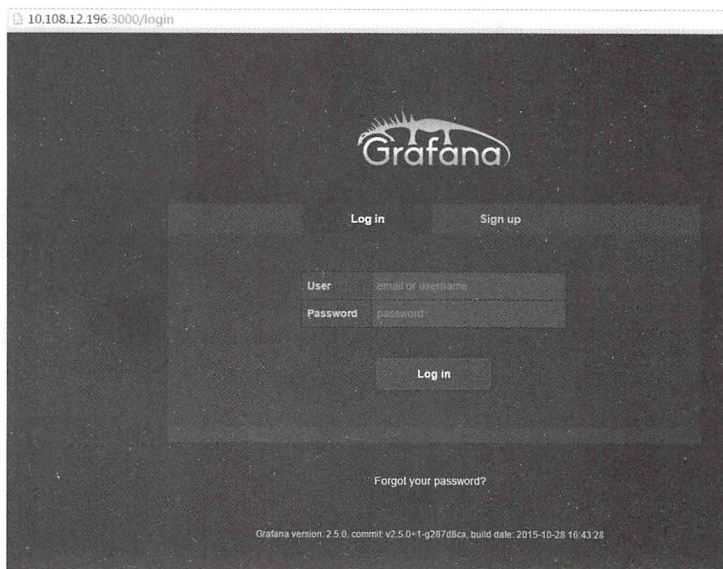 10.108.12.196:3000/login
Grafana
Log in Sign up
User email or username
Password password
Log in
Forgot your password?
Grafana version: 2.5.0, commit: v2.5.0+1-g287d8ca, build date: 2015-10-28 16:43:28